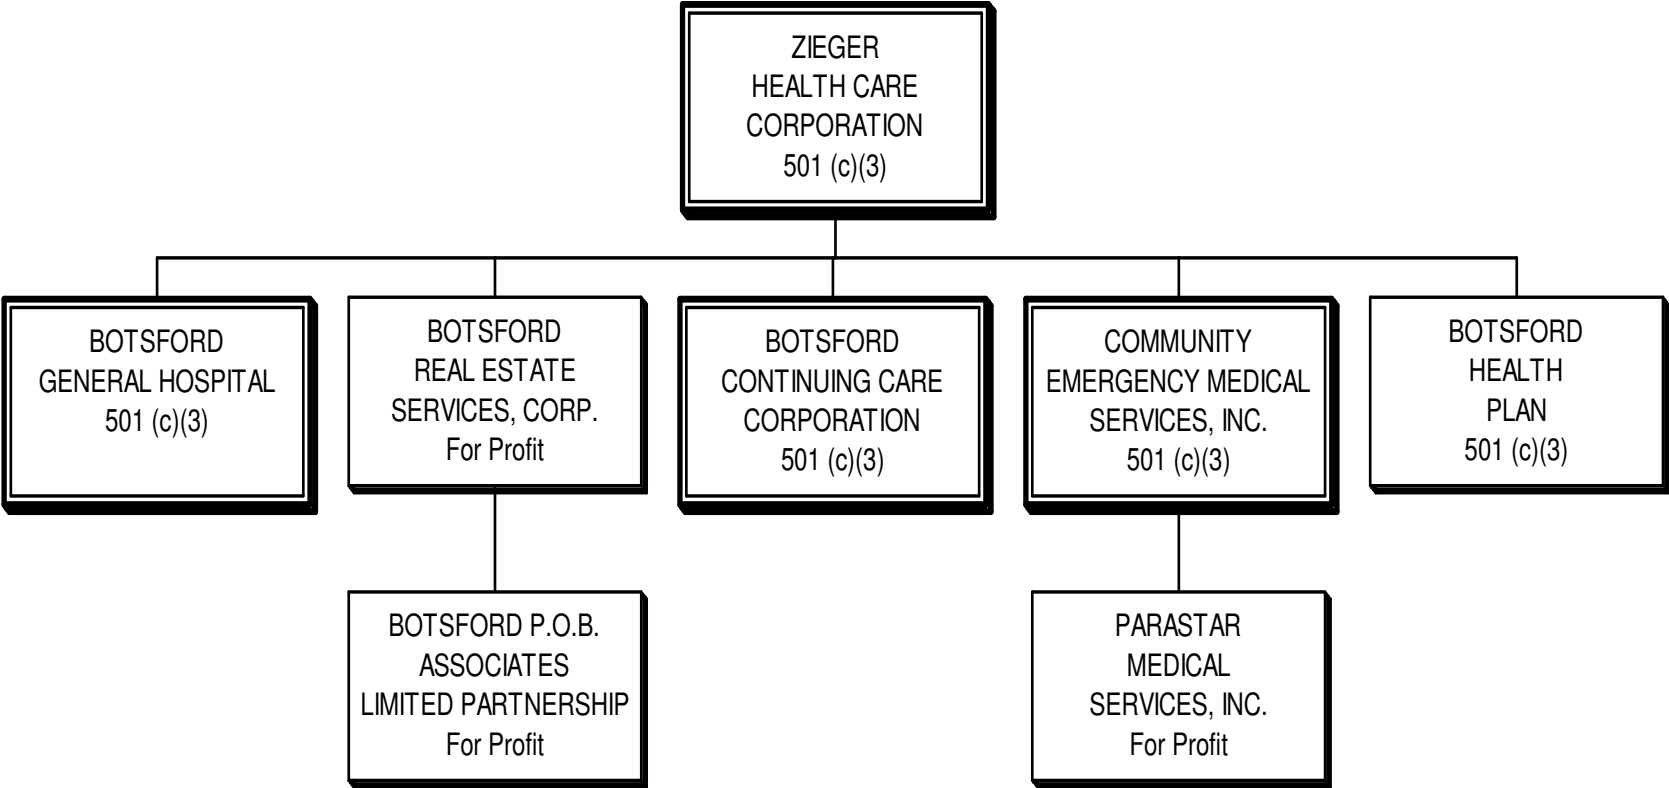 ZIEGER
HEALTH CARE
CORPORATION
501 (c)(3)
BOTSFORD
GENERAL HOSPITAL
501 (c)(3)
BOTSFORD
REAL ESTATE
SERVICES, CORP.
For Profit
BOTSFORD
CONTINUING CARE
CORPORATION
501 (c)(3)
COMMUNITY
EMERGENCY MEDICAL
SERVICES, INC.
501 (c)(3)
BOTSFORD
HEALTH
PLAN
501 (c)(3)
BOTSFORD P.O.B.
ASSOCIATES
LIMITED PARTNERSHIP
For Profit
PARASTAR
MEDICAL
SERVICES, INC.
For Profit